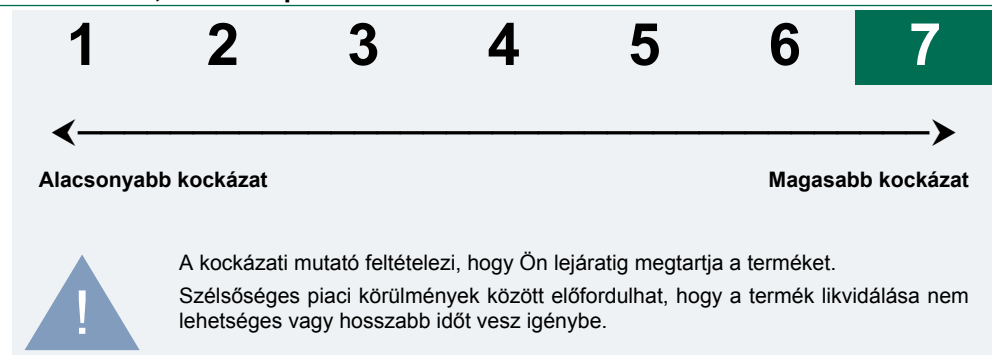 1 2 3 4 5 6 7
Alacsonyabb kockázat Magasabb kockázat
A kockázati mutató feltételezi, hogy Ön lejáratig megtartja a terméket.
Szélsőséges piaci körülmények között előfordulhat, hogy a termék likvidálása nem
! lehetséges vagy hosszabb időt vesz igénybe.